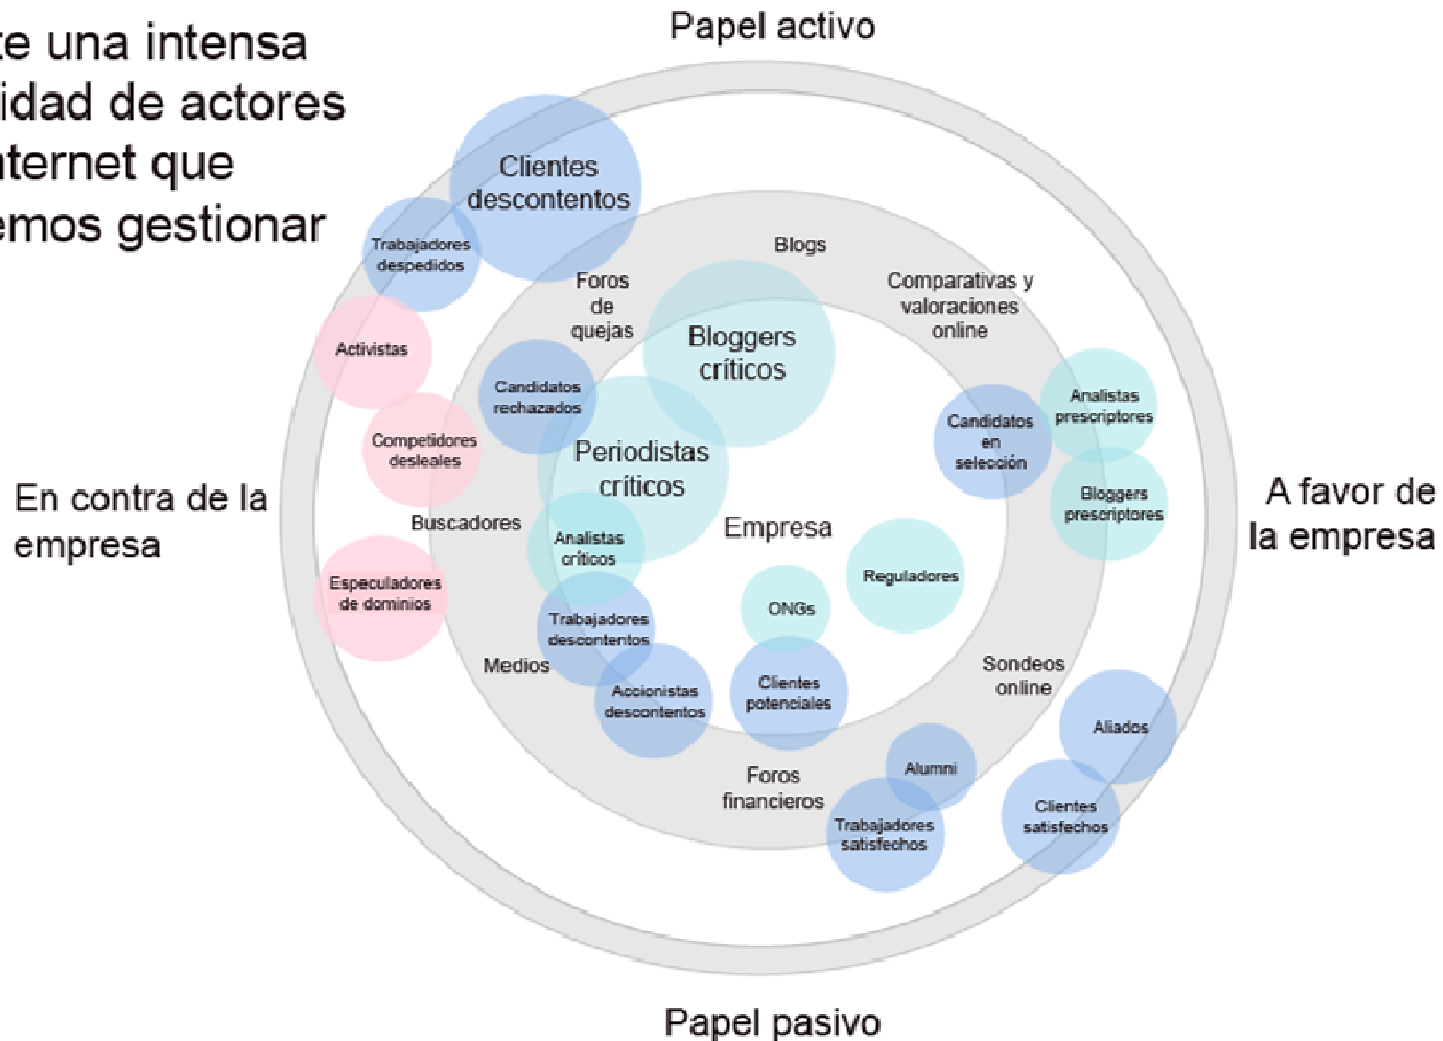 Papel activo
te una intensa
idad de actores
nternet que
emos gestionar
Clientes
descontentos
Trabajadores
despedidos
Blogs
Foros
de
quejas
Comparativas y
valoraciones
online
Activistas
Bloggers
críticos
Candidatos
rechazados
Analistas
prescriptores
Candidatos
en
selección
Competidores
desleales
Periodistas
críticos
En contra de la
empresa
A favor de
la empresa
Bloggers
prescriptores
Buscadores
Empresa
Analistas
críticos
Reguladores
Especuladores
de dominios
ONGs
Trabajadores
descontentos
Medios
Sondeos
online
Accionistas
descontentos
Clientes
potenciales
Aliados
Alumni
Foros
financieros
Clientes
satisfechos
Trabajadores
satisfechos
Papel pasivo